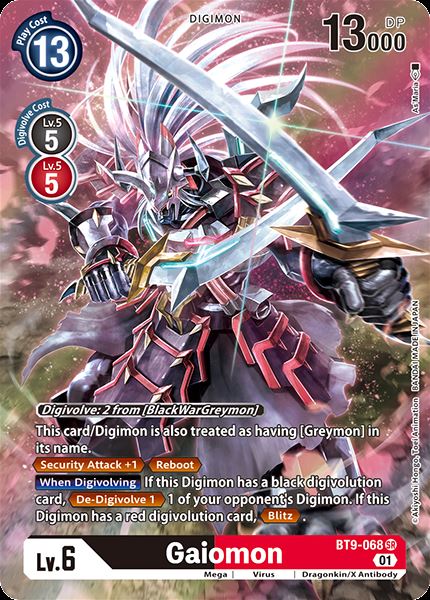 DIGIMON
Play Cost
13
13000 DP
As'Maria
Digivolve Cost
Lv.5
5
Lv.5
5
©Akiyoshi Hongo, Toei Animation BANDAI MADE IN JAPAN
Digivolve: 2 from [BlackWarGreymon]
This card/Digimon is also treated as having [Greymon] in
its name.
Security Attack +1 Reboot
When Digivolving If this Digimon has a black digivolution
card, De-Digivolve 1 1 of your opponent's Digimon. If this
Digimon has a red digivolution card, Blitz .
BT9-068 SR
Lv.6 Gaiomon 01
Mega Virus Dragonkin/X Antibody